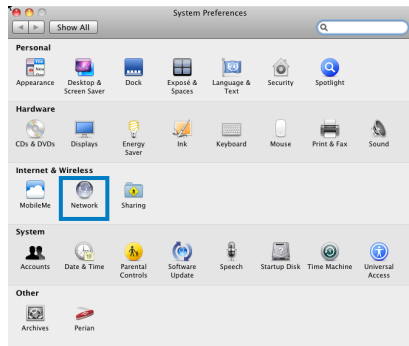 System Preferences
Show All
Personal
Appearance
Desktop &
Screen Saver
Dock
Exposé &
Spaces
Language &
Text
Security
Spotlight
Hardware
CDs & DVDs
Displays
Energy
Saver
Ink
Keyboard
Mouse
Print & Fax
Sound
Internet & Wireless
MobileMe
Network
Sharing
System
Accounts
Date & Time
Parental
Controls
Software
Update
Speech
Startup Disk
Time Machine
Universal
Access
Other
Archives
Perian